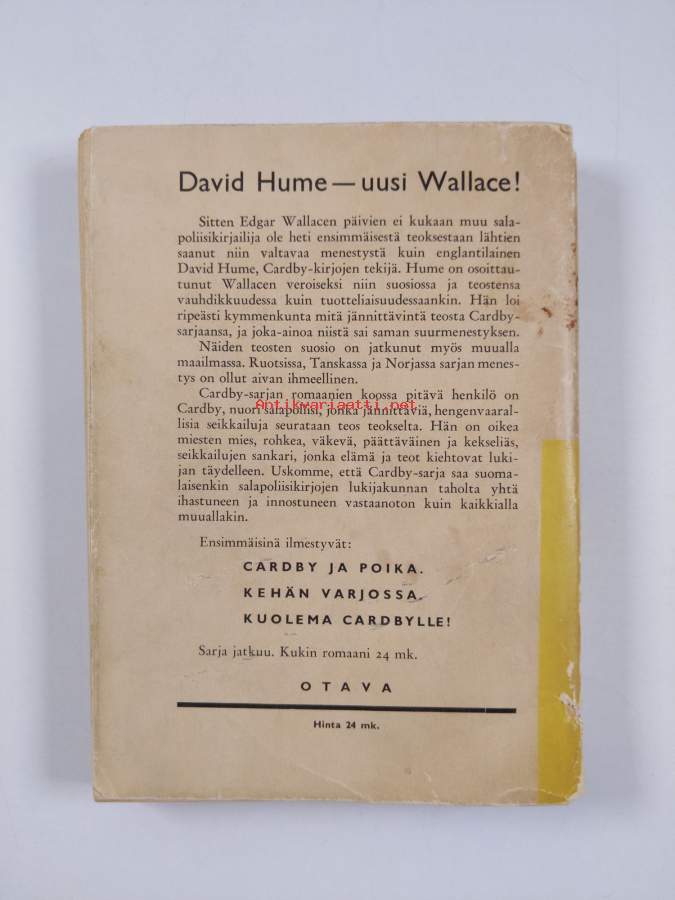 David Hume — uusi Wallace!
Sitten Edgar Wallacen päivien ei kukaan muu sala-
poliisikirjailija ole heti ensimmäisestä teoksestaan lähtien
saanut niin valtavaa menestystä kuin englantilainen
David Hume, Cardby-kirjojen tekijä. Hume on osoittau-
tunut Wallacen veroiseksi niin suosiossa ja teostensa
vauhdikkuudessa kuin tuotteliaisuudessaankin. Hän loi
ripeästi kymmenkunta mitä jännittävintä teosta Cardby-
sarjaansa, ja joka-ainoa niistä sai saman suurmenestyksen.
Näiden teosten suosio on jatkunut myös muualla
maailmassa. Ruotsissa, Tanskassa ja Norjassa sarjan menes-
tys on ollut aivan ihmeellinen.
Cardby-sarjan romaanien koossa pitävä henkilö on
Antikvariaatti.net
Cardby, nuori salapoliisi, jonka jännittäviä, hengenvaaral-
lisia seikkailuja seurataan teos teokselta. Hän on oikea
miesten mies, rohkea, väkevä, päättäväinen ja kekseliäs,
seikkailujen sankari, jonka elämä ja teot kiehtovat luki-
jan täydelleen. Uskomme, että Cardby-sarja saa suoma-
laisenkin salapoliisikirjojen lukijakunnan taholta yhtä
ihastuneen ja innostuneen vastaanoton kuin kaikkialla
muuallakin.
Ensimmäisinä ilmestyvät:
CARDBY JA POIKA.
KEHÄN VARJOSSA.
KUOLEMA CARDBYLLE!
Sarja jatkuu. Kukin romaani 24 mk.
OTAVA
Hinta 24 mk.